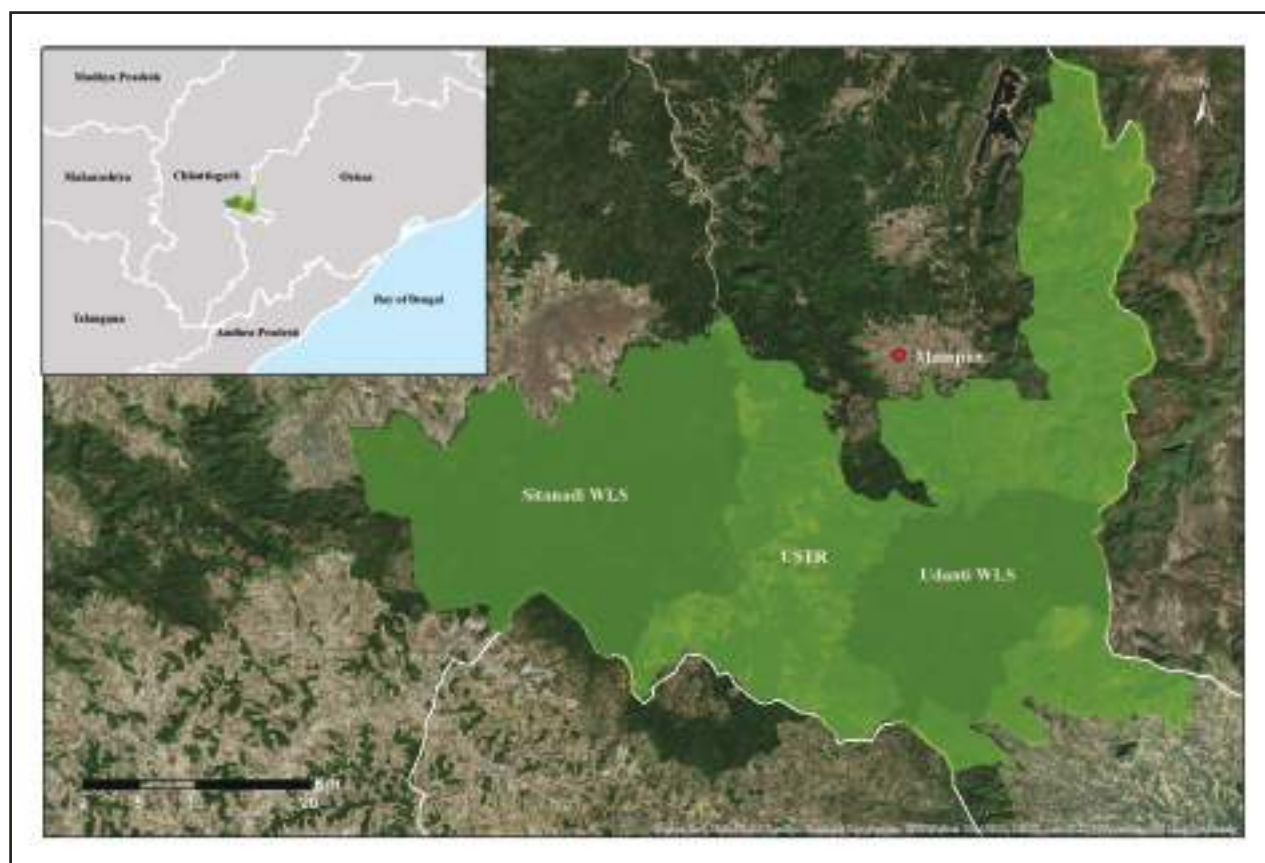 Madhya Pradesh
Maharashtra
Chhattisgarh
Orissa
Telangana
Andhra Pradesh
Bay of Bengal
Mainpur
Sitanadi WLS
USTR
Udanti WLS
Km